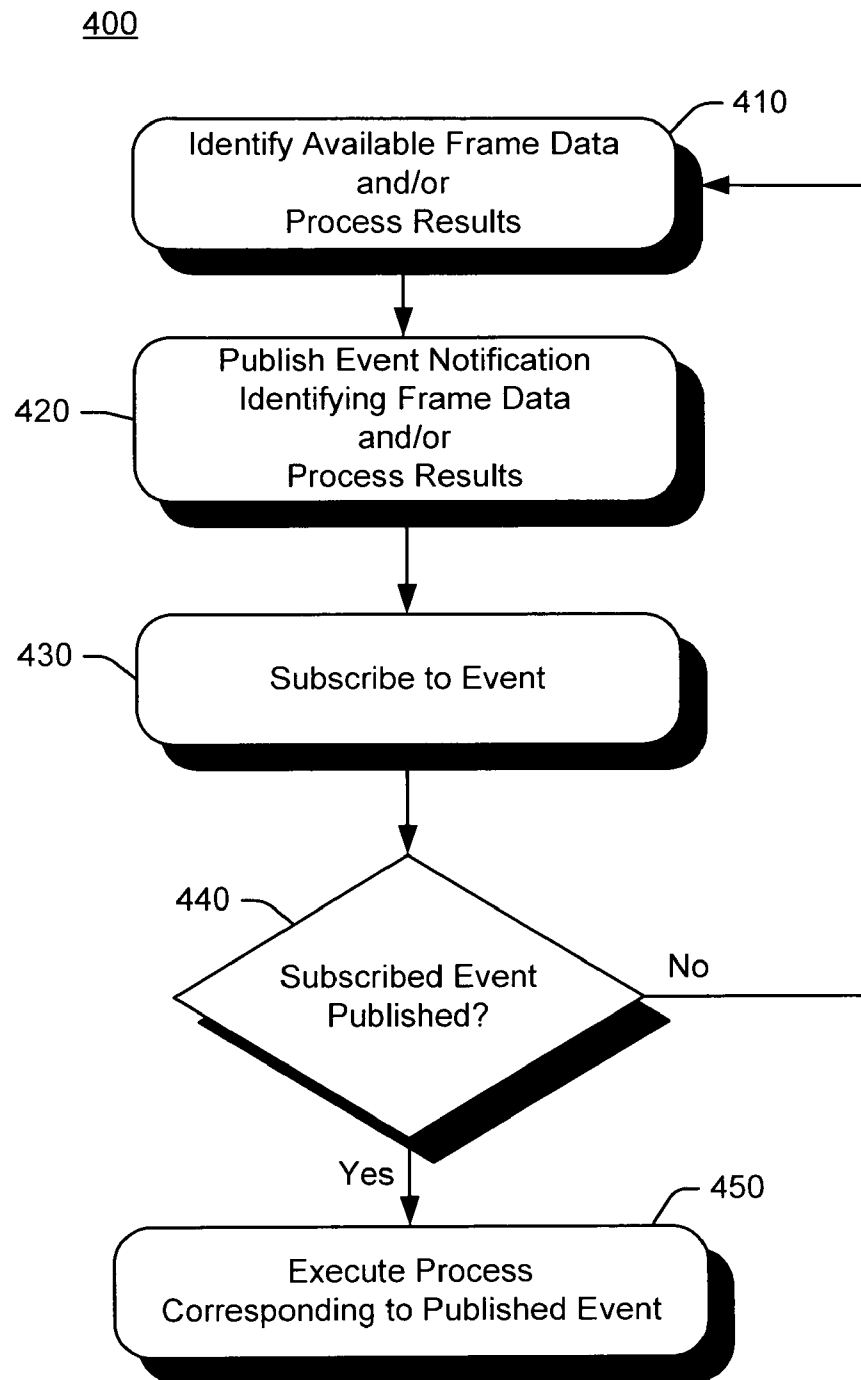 400
410
Identify Available Frame Data
and/or
Process Results
420
Publish Event Notification
Identifying Frame Data
and/or
Process Results
430
Subscribe to Event
440
Subscribed Event
Published?
No
Yes
450
Execute Process
Corresponding to Published Event